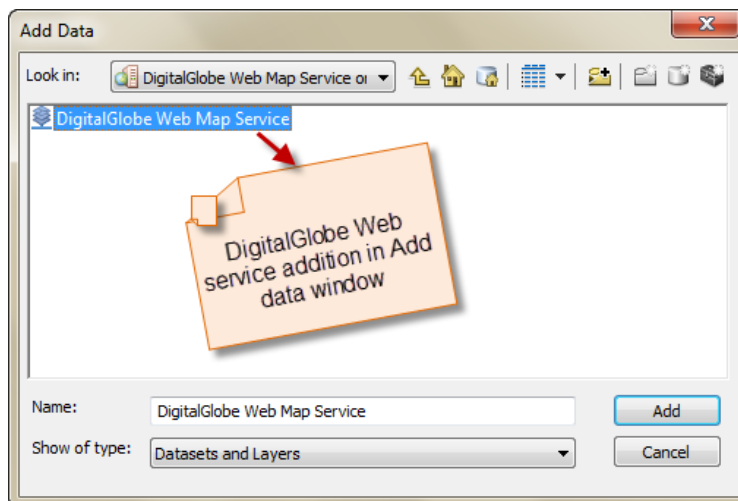 Add Data
Look in:
DigitalGlobe Web Map Service or
DigitalGlobe Web Map Service
DigitalGlobe Web
service addition in Add
data window
Name:
DigitalGlobe Web Map Service
Add
Show of type:
Datasets and Layers
Cancel